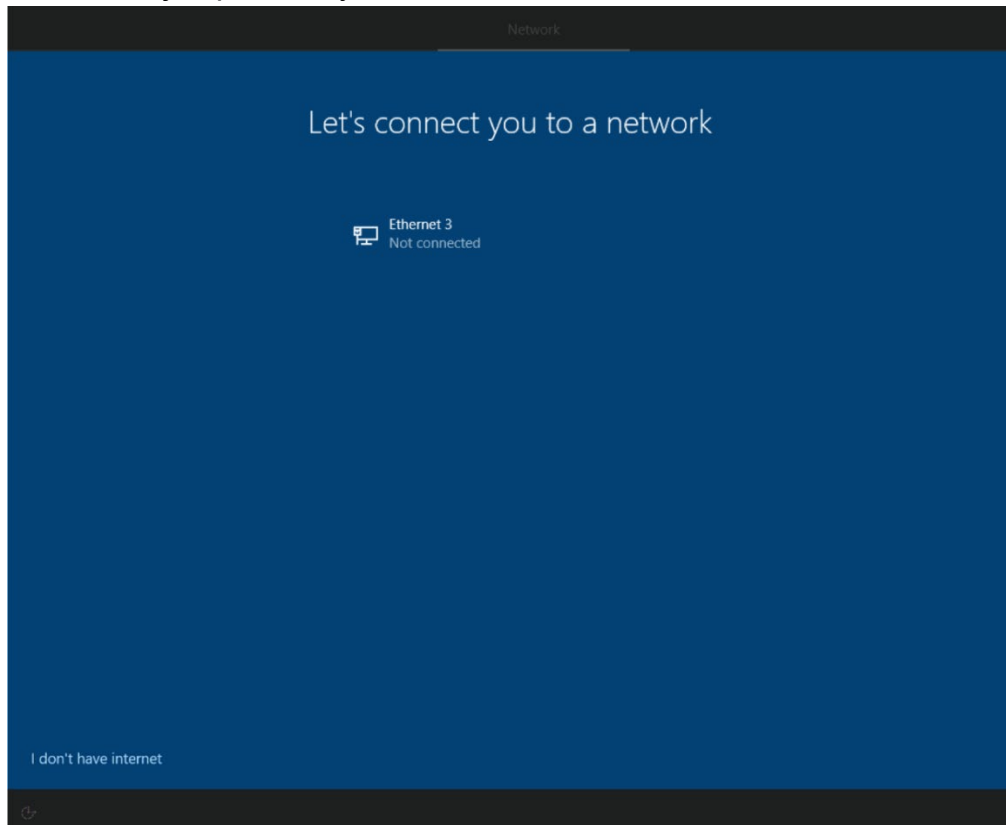 Network
Let's connect you to a network
Ethernet 3
Not connected
I don't have internet